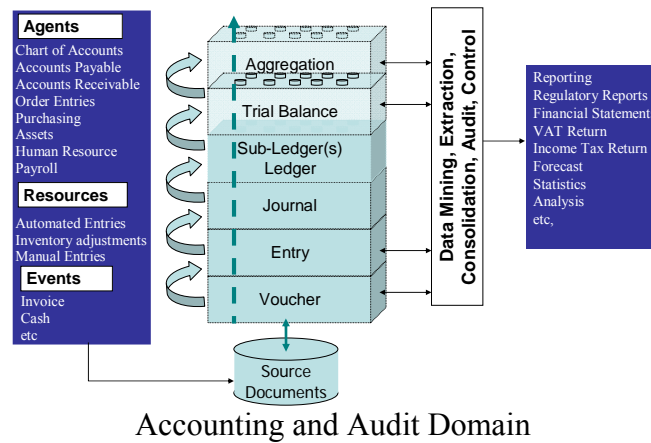 Agents
Chart of Accounts
Accounts Payable
Accounts Receivable
Order Entries
Purchasing
Assets
Human Resource
Payroll
Resources
Automated Entries
Inventory adjustments
Manual Entries
Events
Invoice
Cash
etc
Aggregation
Trial Balance
Sub-Ledger(s)
Ledger
Journal
Entry
Voucher
Source
Documents
Data Mining, Extraction,
Consolidation, Audit, Control
Reporting
Regulatory Reports
Financial Statement
VAT Return
Income Tax Return
Forecast
Statistics
Analysis
etc,
Accounting and Audit Domain